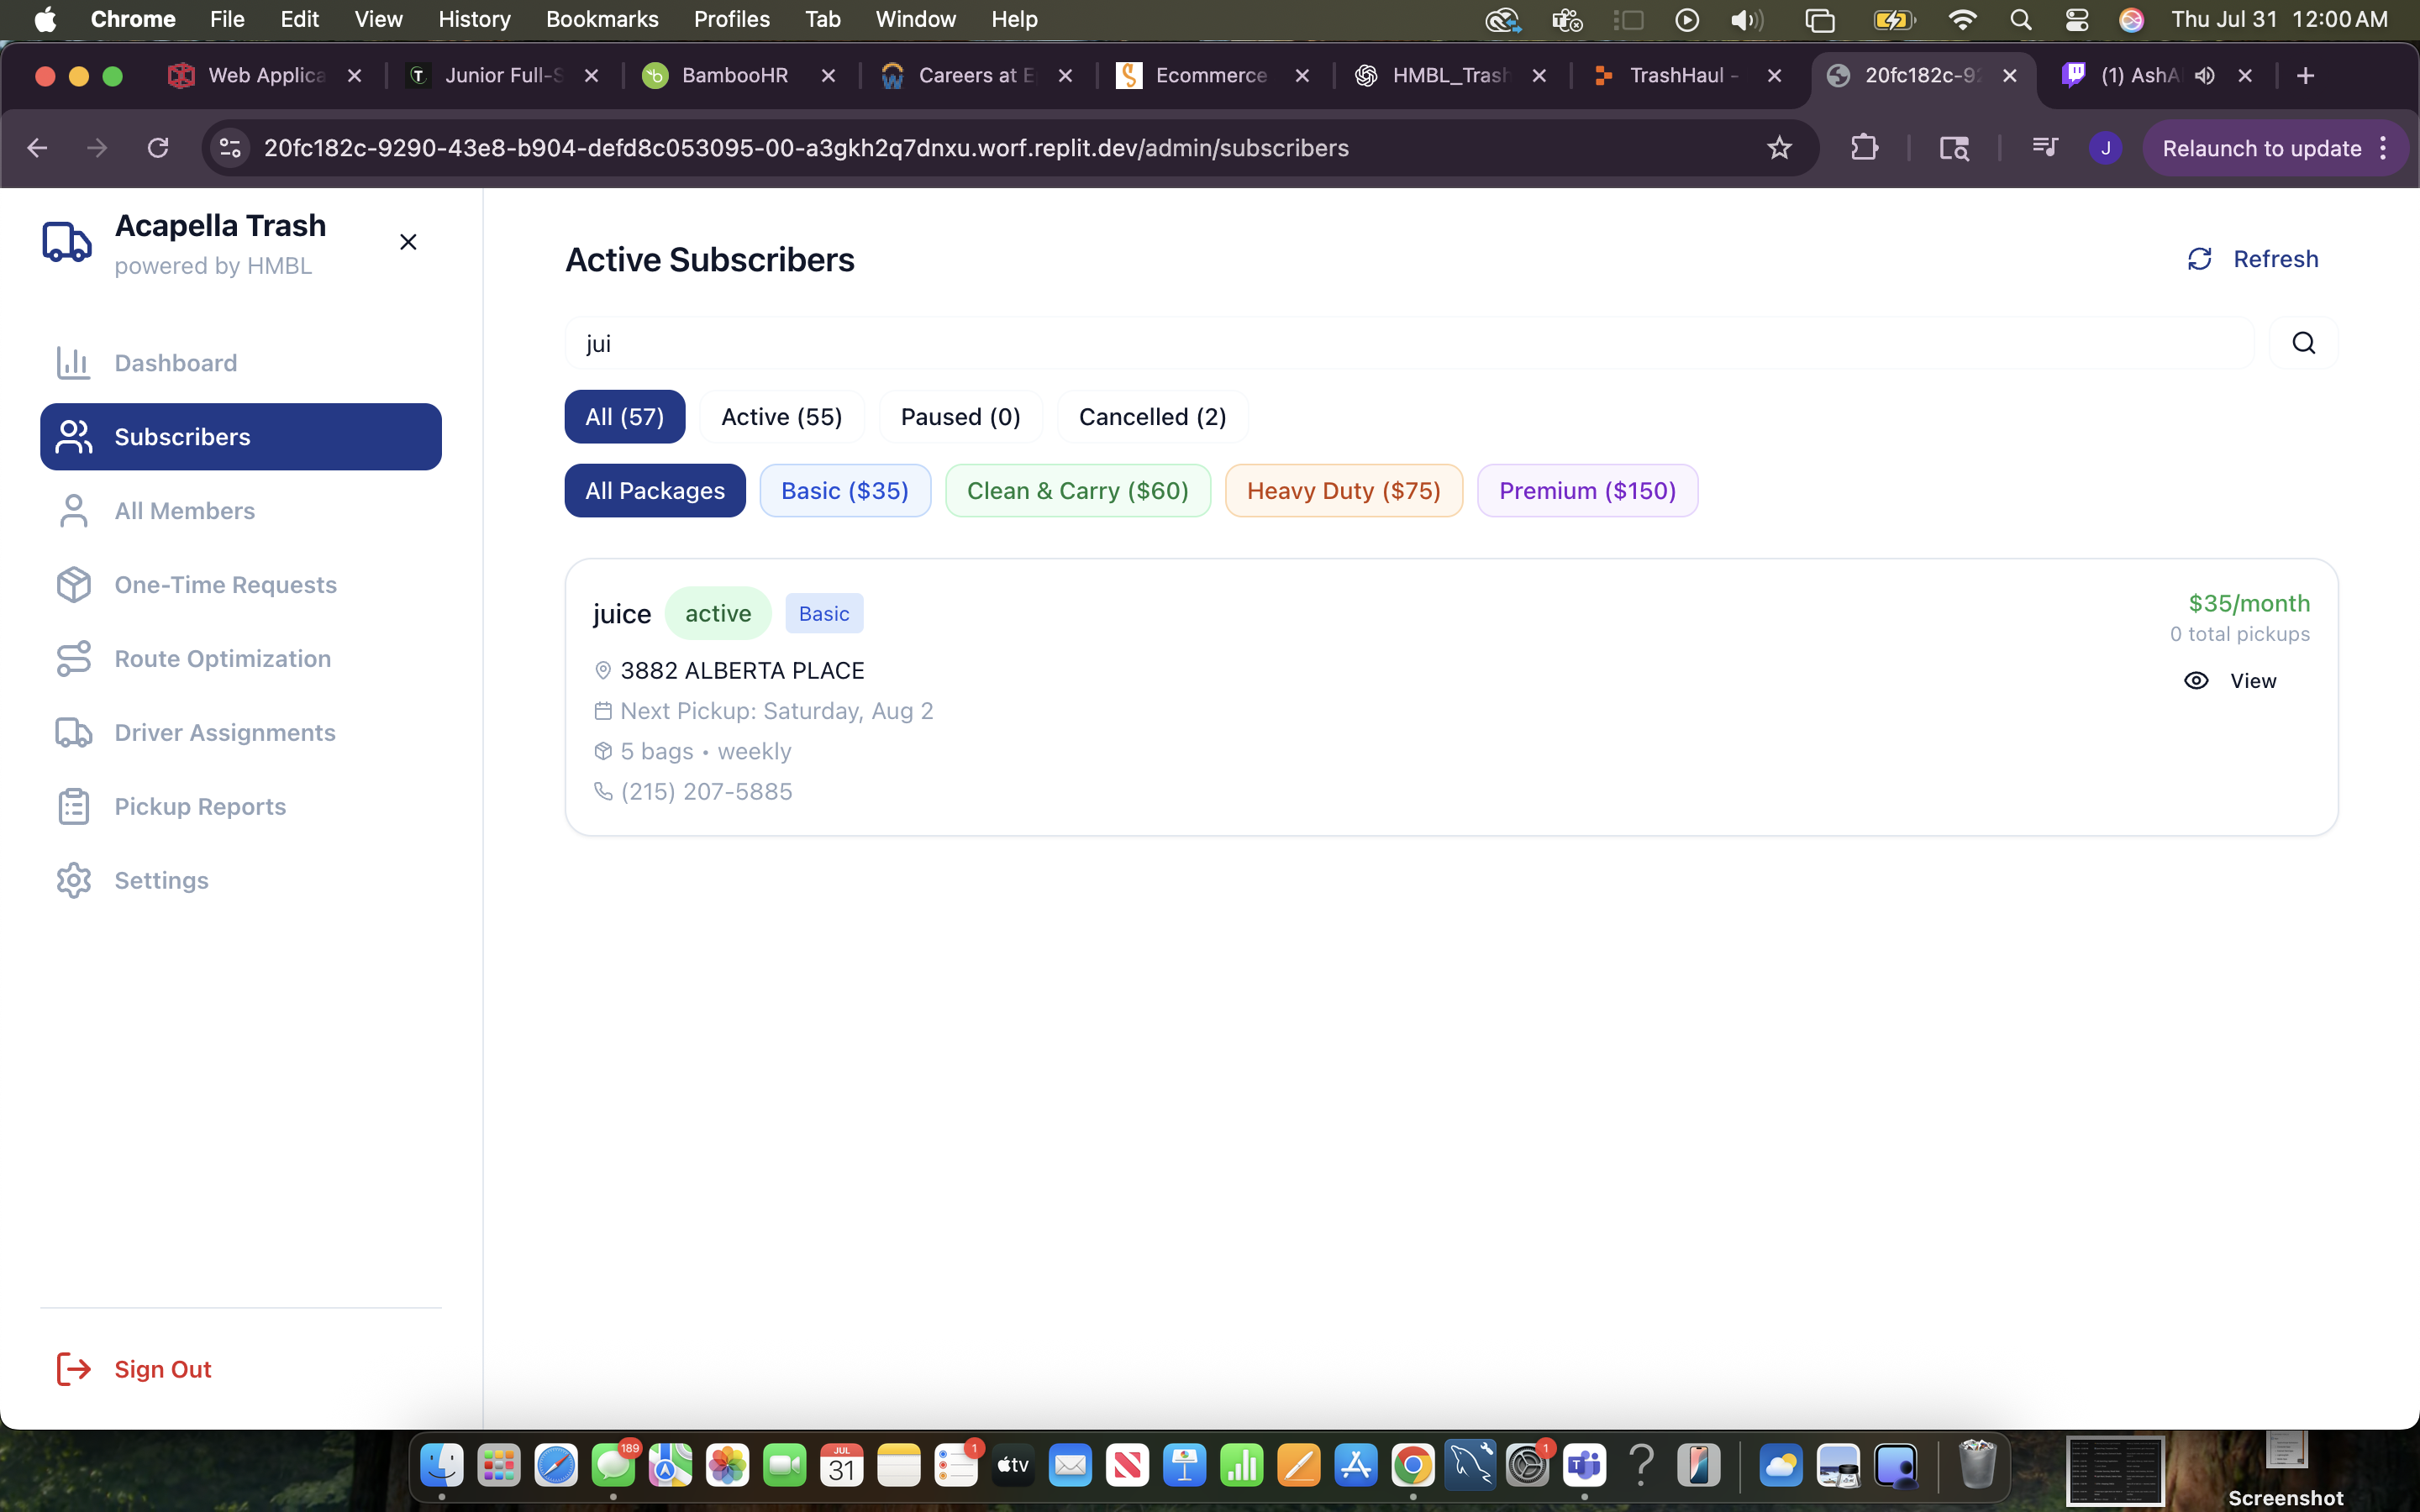 Chrome File Edit View History Bookmarks Profiles Tab Window Help Thu Jul 31 12:00 AM
Web Applica Junior Full-S BambooHR Careers at E Ecommerce HMBL_Trash TrashHaul - 20fc182c-92 (1) AshA
20fc182c-9290-43e8-b904-defd8c053095-00-a3gkh2q7dnxu.worf.replit.dev/admin/subscribers J Relaunch to update
Acapella Trash
powered by HMBL
Dashboard
Subscribers
All Members
One-Time Requests
Route Optimization
Driver Assignments
Pickup Reports
Settings
Sign Out
Active Subscribers
Refresh
jui
All (57) Active (55) Paused (0) Cancelled (2)
All Packages Basic ($35) Clean & Carry ($60) Heavy Duty ($75) Premium ($150)
juice active Basic
3882 ALBERTA PLACE
Next Pickup: Saturday, Aug 2
5 bags • weekly
(215) 207-5885
$35/month
0 total pickups
View
189
JUL
31
1
tv
1
Screenshot